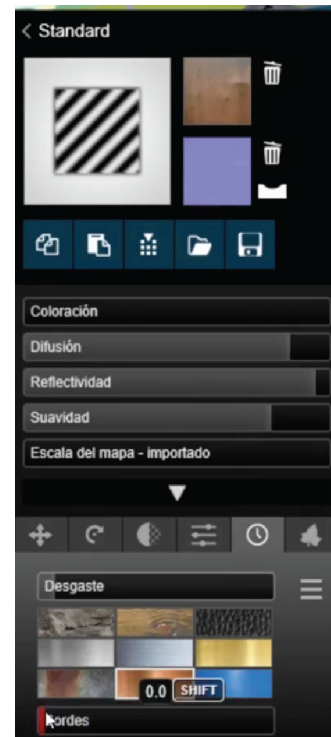 < Standard
Coloración
Difusión
Reflectividad
Suavidad
Escala del mapa - importado
Desgaste
0.0 SHIFT
ordes